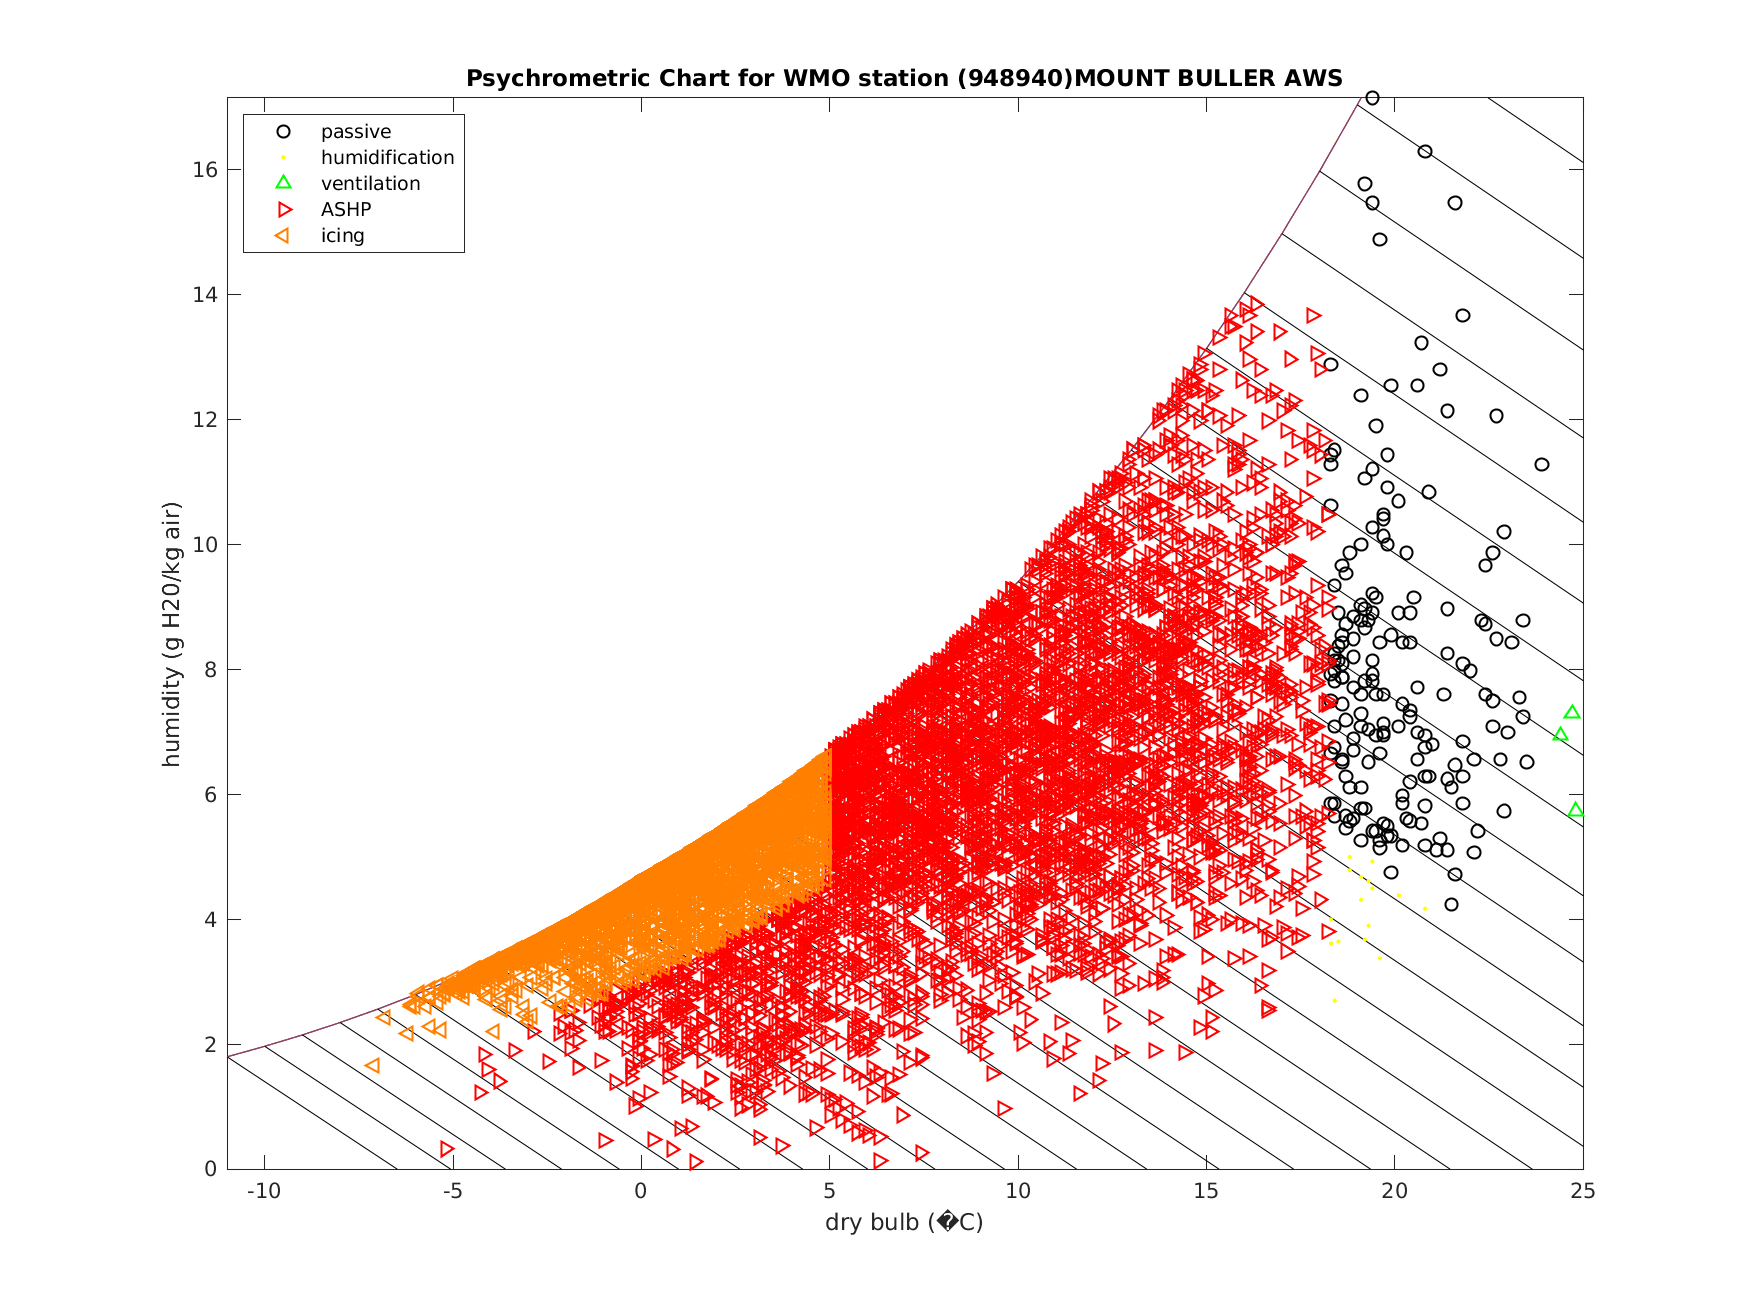 Psychrometric Chart for WMO station (948940)MOUNT BULLER AWS
passive
humidification
ventilation
ASHP
icing
16
14
12
10
8
6
4
2
0
humidity (g H20/kg air)
-10 -5 0 5 10 15 20 25
dry bulb (�C)